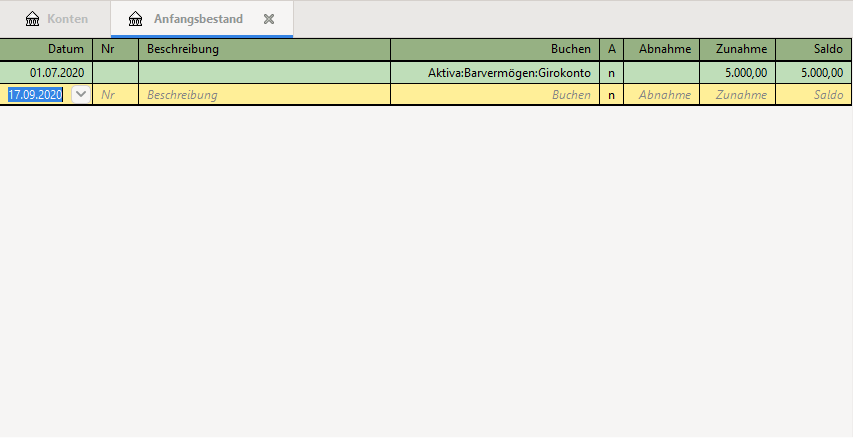 Konten Anfangsbestand
Datum Nr Beschreibung Buchen A Abnahme Zunahme Saldo
01.07.2020 Aktiva:Barvermögen:Girokonto n 5.000,00 5.000,00
17.09.2020 Nr Beschreibung Buchen n Abnahme Zunahme Saldo